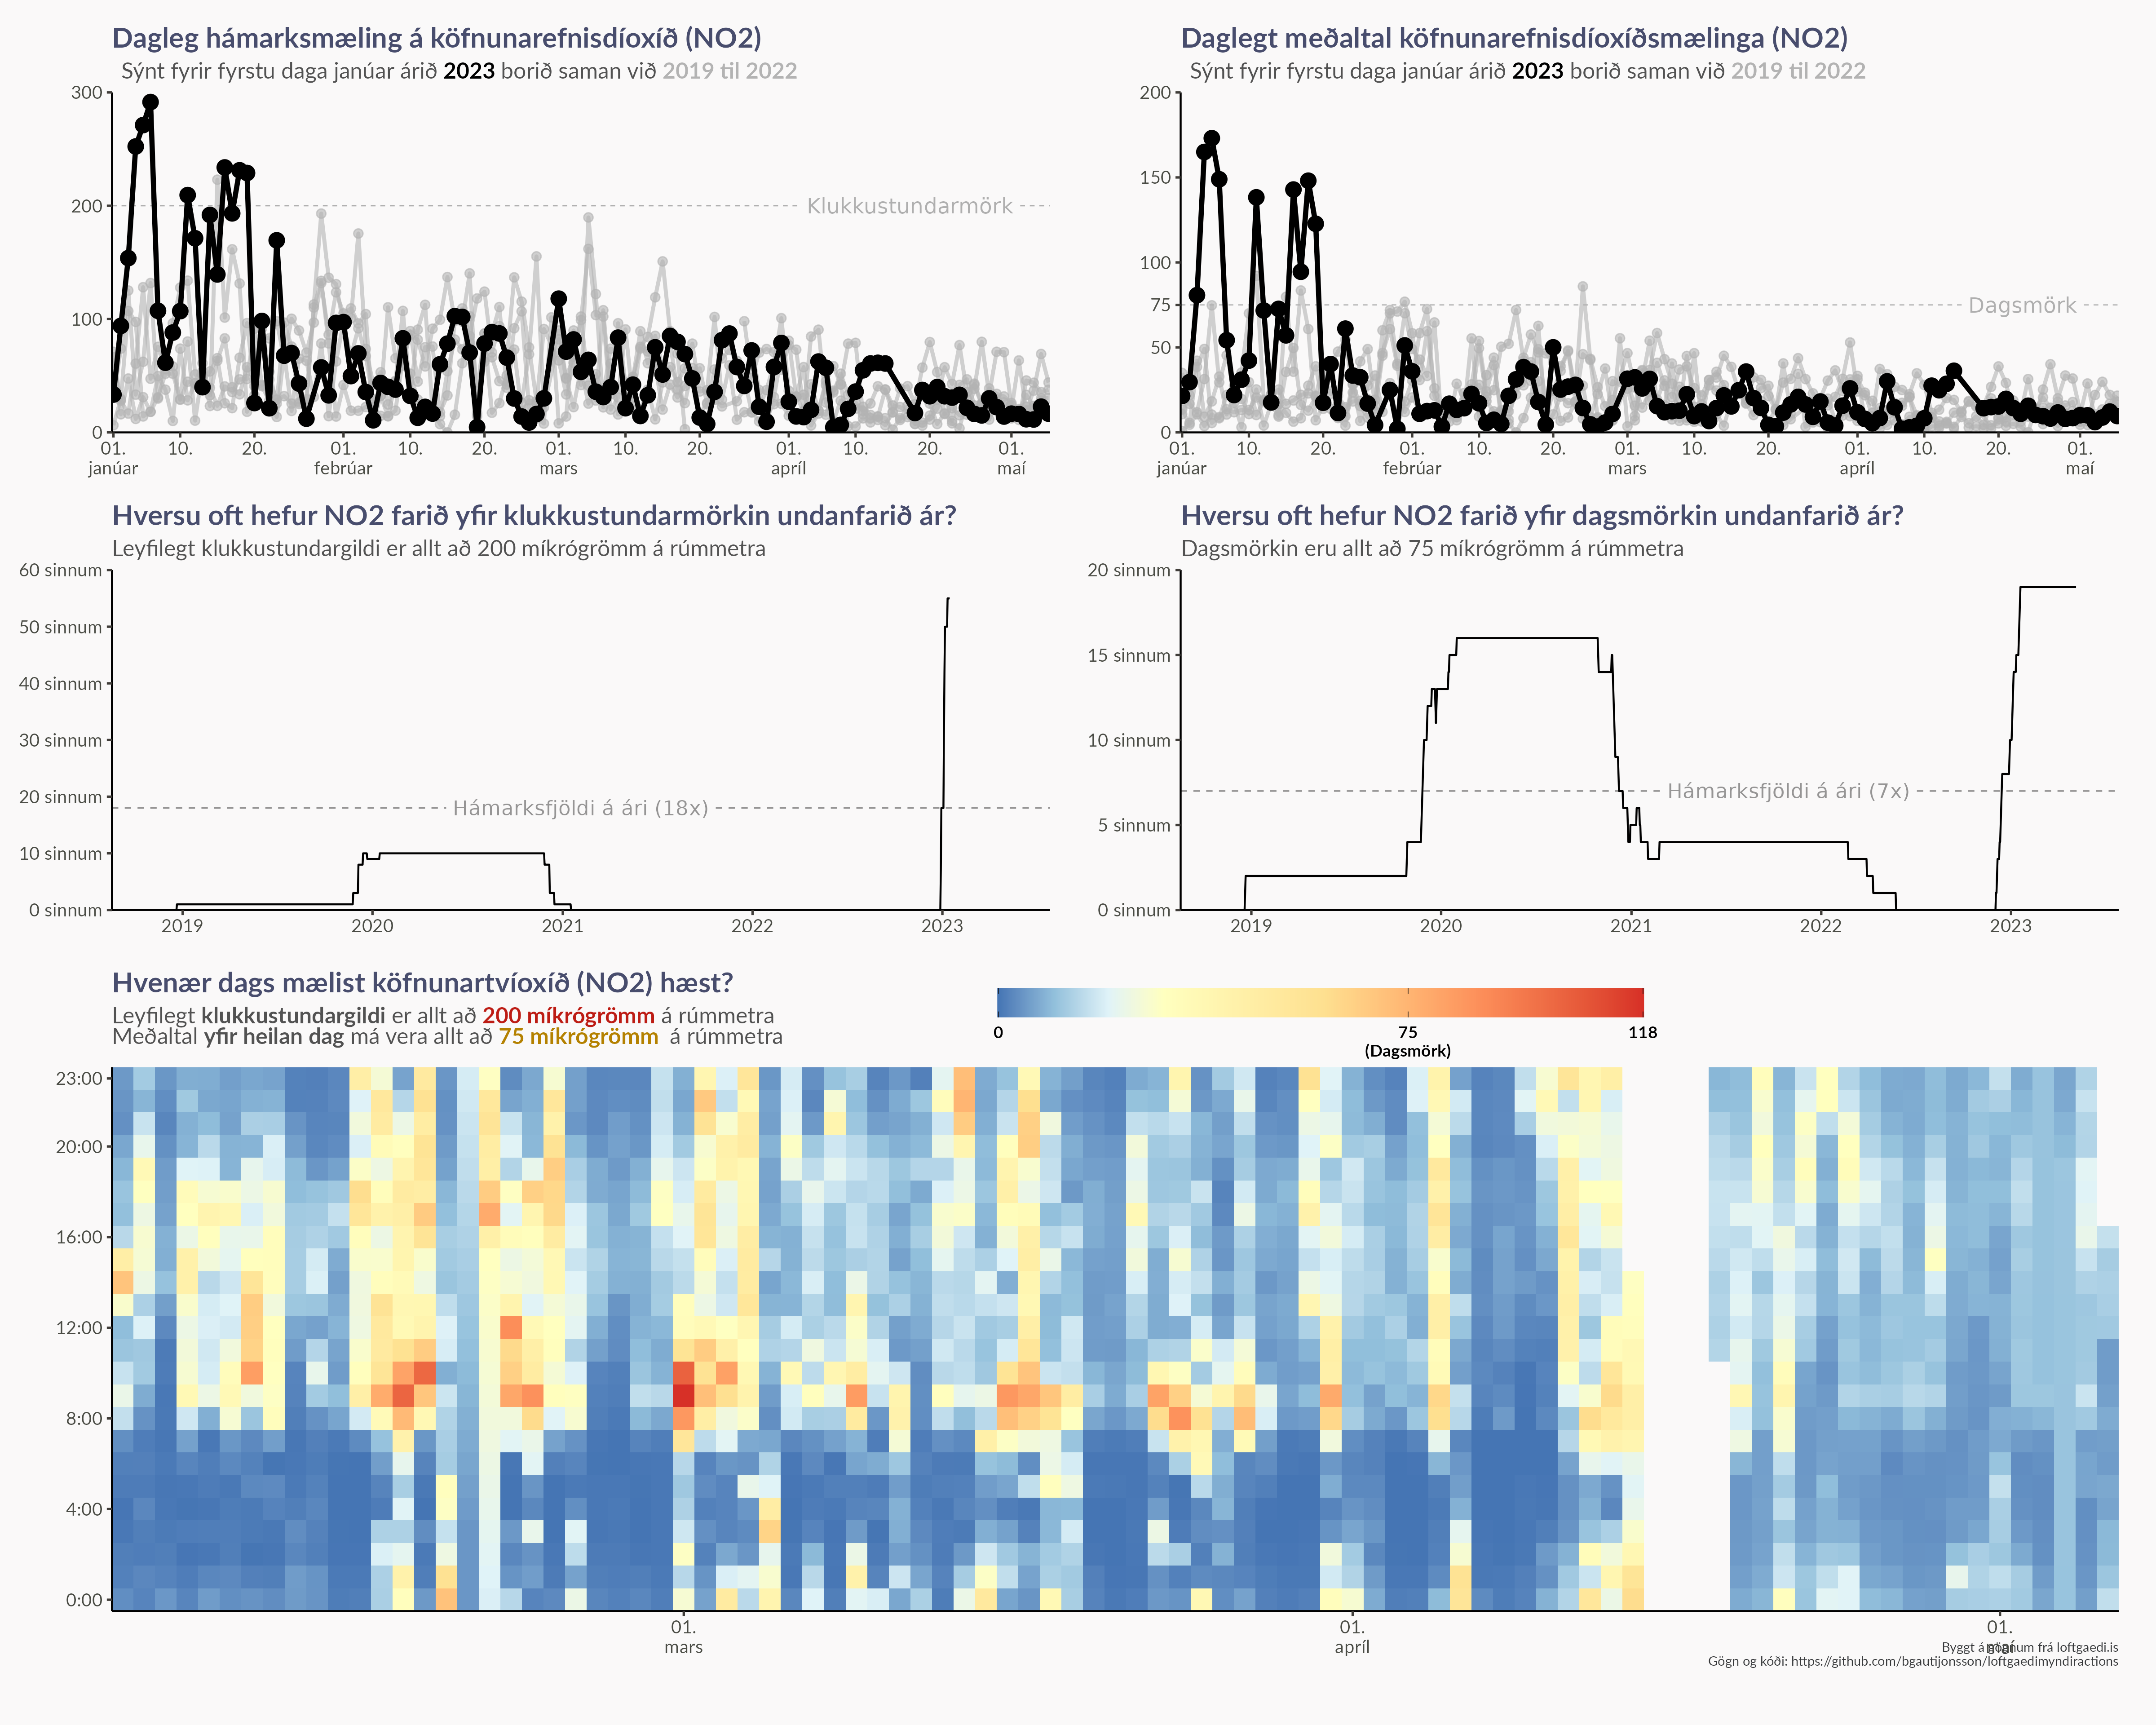 Dagleg hámarksmæling á köfnunarefnisdíoxíð (NO2)
Sýnt fyrir fyrstu daga janúar árið 2023 borið saman við 2019 til 2022
300
200
100
0
Klukkustundarmörk
01. 10. 20. 01. 10. 20. 01. 10. 20. 01. 10. 20. 01.
janúar febrúar mars apríl maí
Daglegt meðaltal köfnunarefnisdíoxíðsmælinga (NO2)
Sýnt fyrir fyrstu daga janúar árið 2023 borið saman við 2019 til 2022
200
150
100
75
50
0
Dagsmörk
01. 10. 20. 01. 10. 20. 01. 10. 20. 01. 10. 20. 01.
janúar febrúar mars apríl maí
Hversu oft hefur NO2 farið yfir klukkustundarmörkin undanfarið ár?
Leyfilegt klukkustundargildi er allt að 200 míkrógrömm á rúmmetra
60 sinnum
50 sinnum
40 sinnum
30 sinnum
20 sinnum
10 sinnum
0 sinnum
Hámarksfjöldi á ári (18x)
2019 2020 2021 2022 2023
Hversu oft hefur NO2 farið yfir dagsmörkin undanfarið ár?
Dagsmörkin eru allt að 75 míkrógrömm á rúmmetra
20 sinnum
15 sinnum
10 sinnum
5 sinnum
0 sinnum
Hámarksfjöldi á ári (7x)
2019 2020 2021 2022 2023
Hvenær dags mælist köfnunartvíoxíð (NO2) hæst?
Leyfilegt klukkustundargildi er allt að 200 míkrógrömm á rúmmetra
Meðaltal yfir heilan dag má vera allt að 75 míkrógrömm á rúmmetra
0 75 118
(Dagsmörk)
23:00
20:00
16:00
12:00
8:00
4:00
0:00
01. 01. 01.
mars apríl maí
Byggt á gögnum frá loftgaedi.is
Gögn og kóði: https://github.com/bgautijonsson/loftgaedimyndiractions